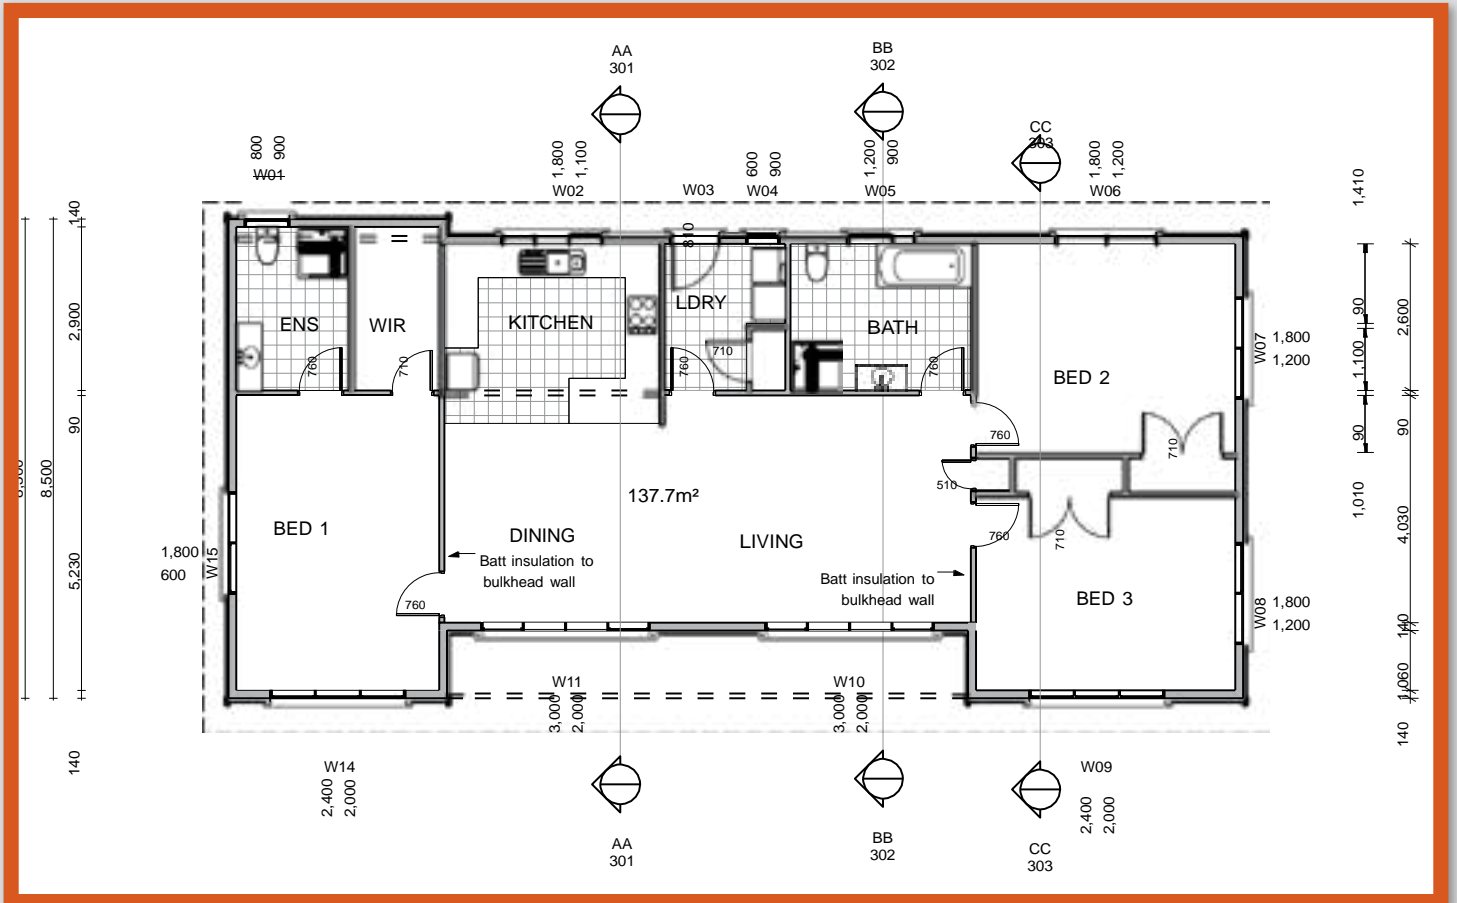 AA
301
BB
302
CC
303
800
900
W01
1,800
1,100
W02
W03
810
600
900
W04
1,200
900
W05
1,800
1,200
W06
1,410
140
2,900
90
8,500
5,230
140
ENS
WIR
KITCHEN
LDRY
BATH
BED 2
760
710
760
710
760
760
710
510
760
710
90
1,100
90
1,010
2,600
90
4,030
140
1,060
140
W07
1,800
1,200
W08
1,800
1,200
1,800
600
W15
BED 1
137.7m²
DINING
LIVING
Batt insulation to
bulkhead wall
Batt insulation to
bulkhead wall
BED 3
760
W11
3,000
2,000
W10
3,000
2,000
W14
2,400
2,000
W09
2,400
2,000
AA
301
BB
302
CC
303